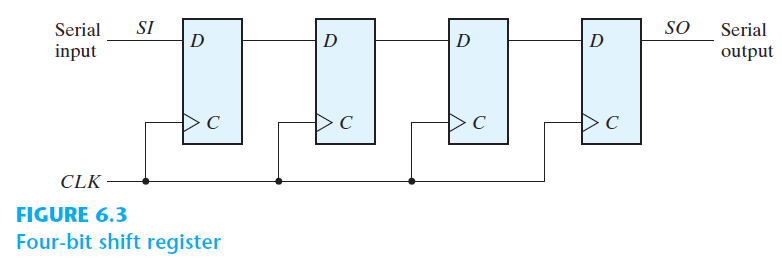 Serial input
SI
D
D
D
D
SO
Serial output
C
C
C
C
CLK
FIGURE 6.3
Four-bit shift register